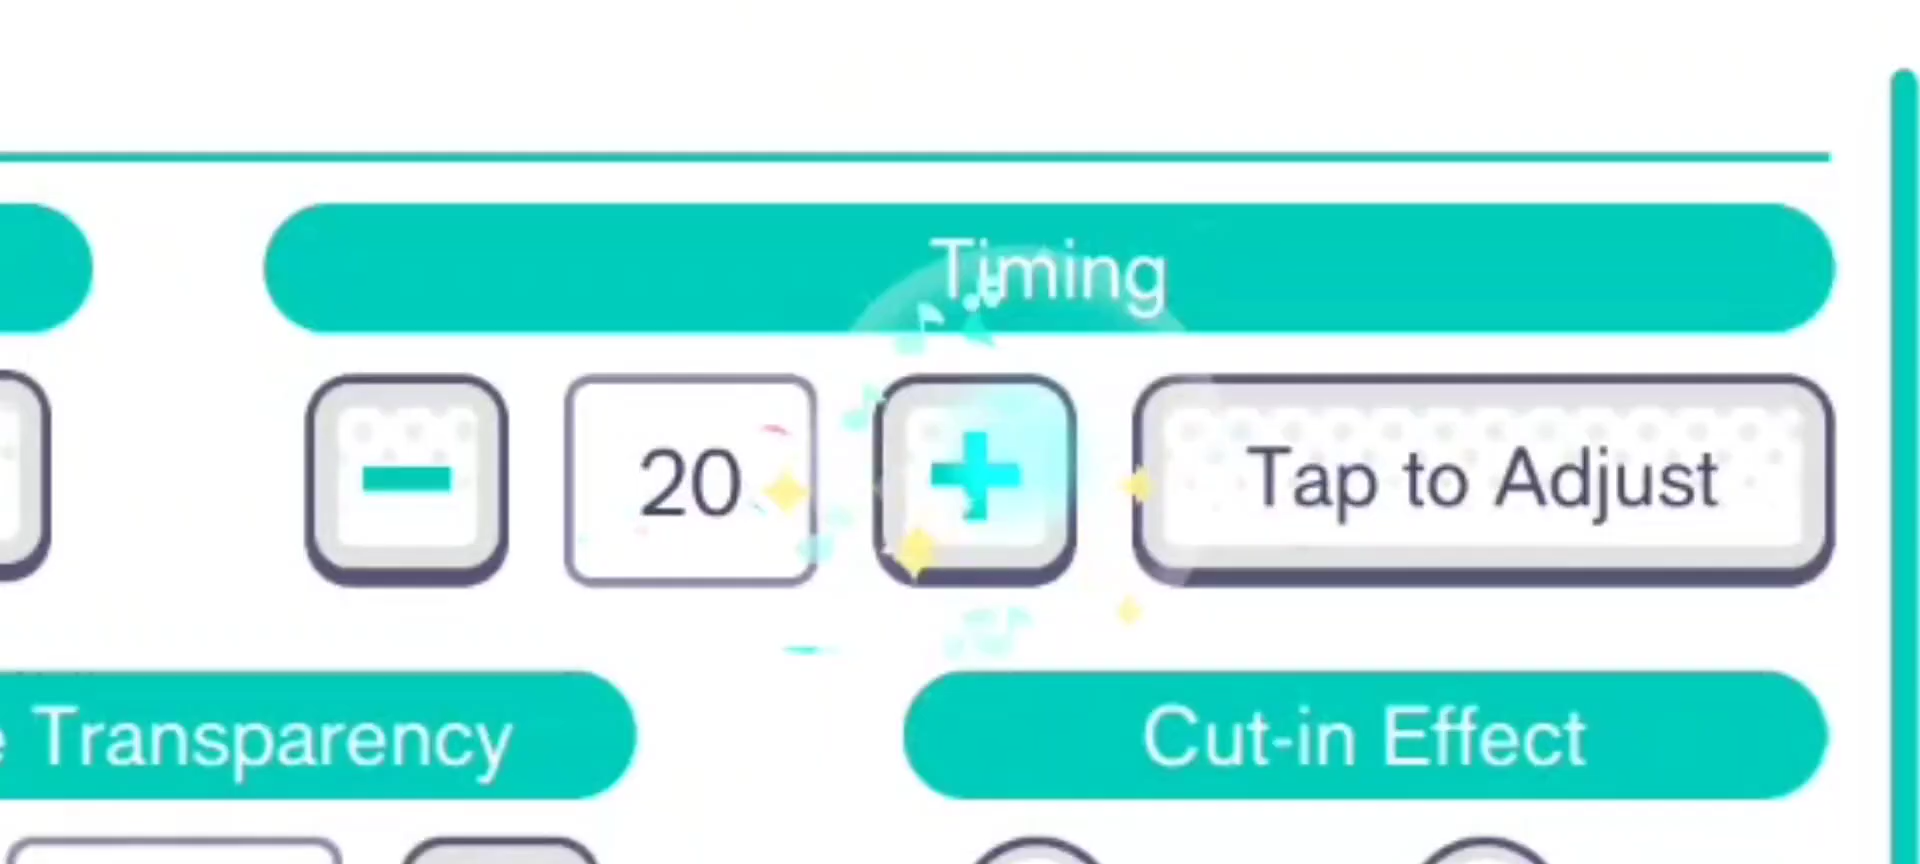 Timing
20
Tap to Adjust
Transparency
Cut-in Effect